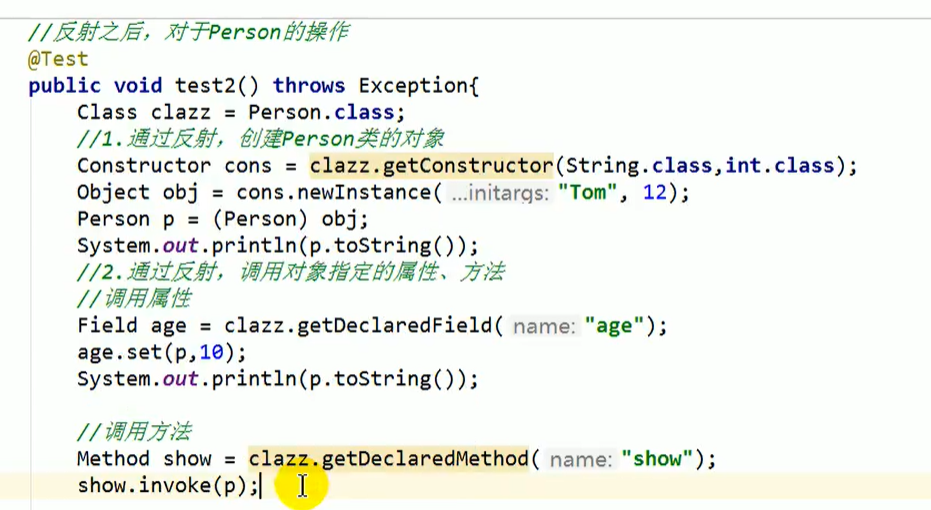 //反射之后，对于Person的操作
@Test
public void test2() throws Exception{
Class clazz = Person.class;
//1.通过反射，创建Person类的对象
Constructor cons = clazz.getConstructor(String.class,int.class);
Object obj = cons.newInstance( ...initargs: "Tom", 12);
Person p = (Person) obj;
System.out.println(p.toString());
//2.通过反射，调用对象指定的属性、方法
//调用属性
Field age = clazz.getDeclaredField( name: "age");
age.set(p,10);
System.out.println(p.toString());
//调用方法
Method show = clazz.getDeclaredMethod( name: "show");
show.invoke(p);